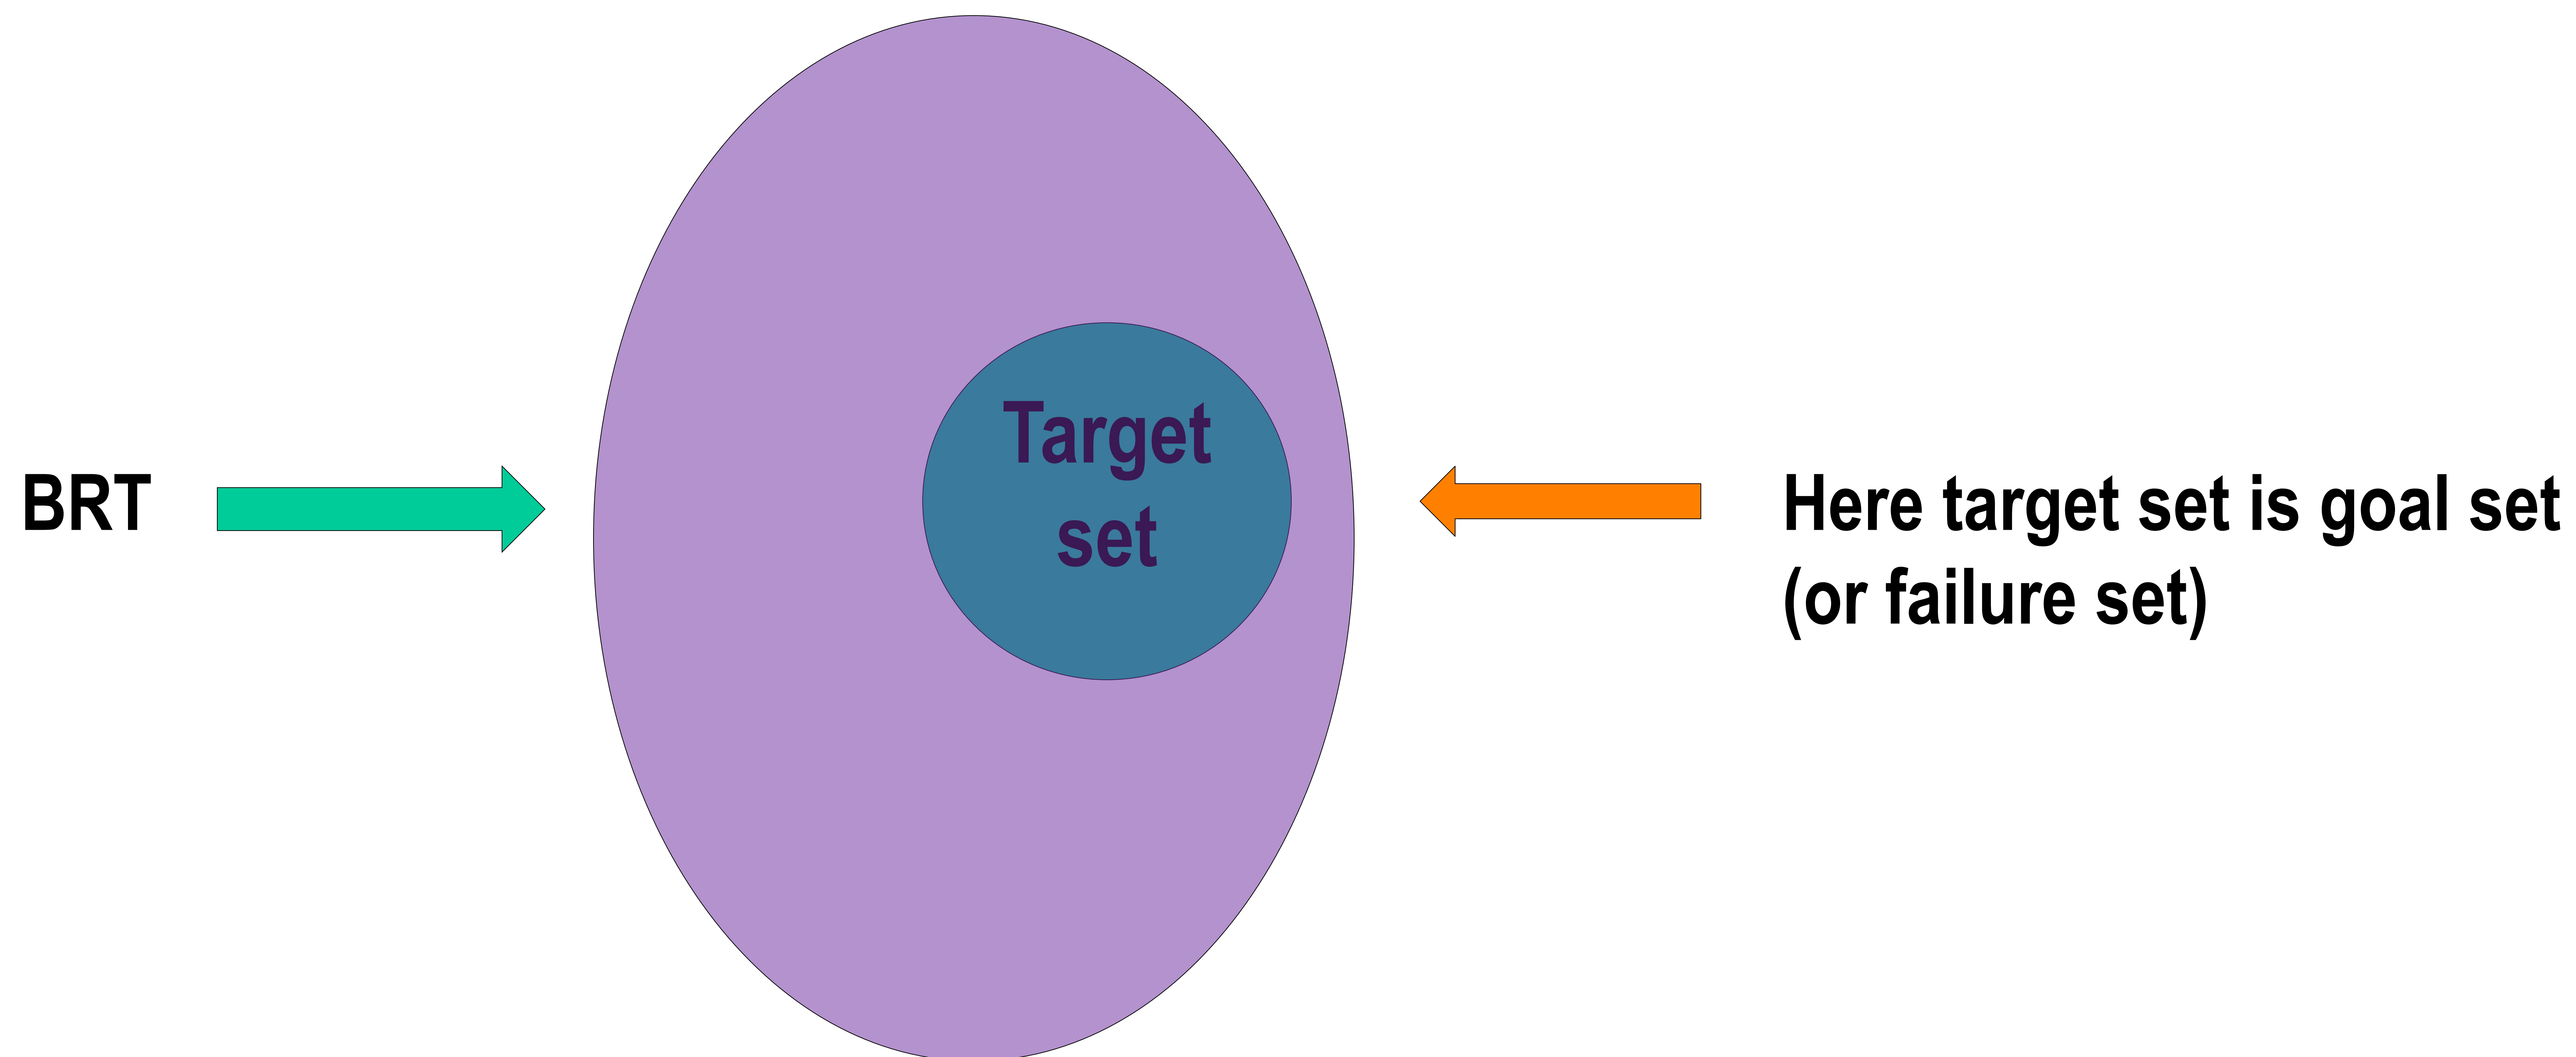 BRT
Target
set
Here target set is goal set
(or failure set)